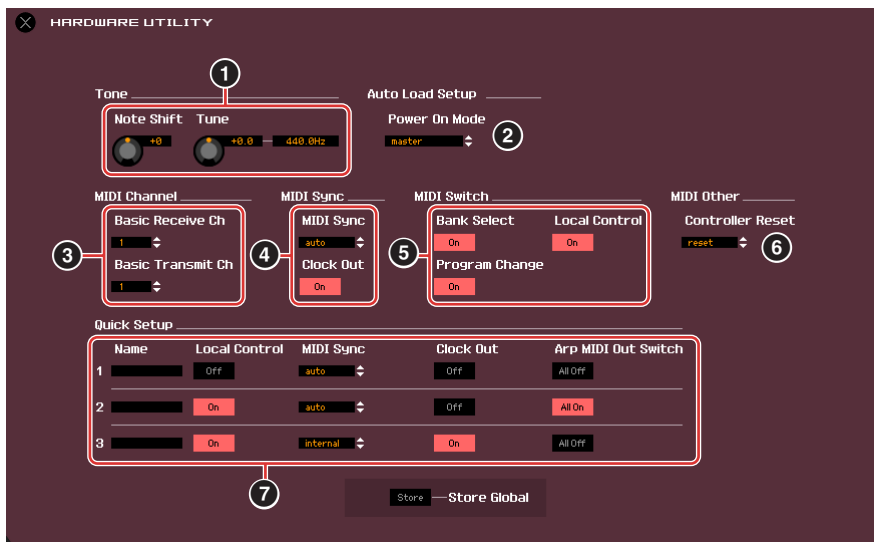 HARDWARE UTILITY
1
Tone
Auto Load Setup
Note Shift Tune
Power On Mode
+0 +0.0 440.0Hz
master
2
MIDI Channel MIDI Sync MIDI Switch MIDI Other
Basic Receive Ch MIDI Sync Bank Select Local Control Controller Reset
1 auto On On reset
3 4 5 6
Basic Transmit Ch Clock Out Program Change
1 On On
Quick Setup
Name Local Control MIDI Sync Clock Out Arp MIDI Out Switch
1 Off auto Off All Off
2 On auto Off All On
3 On internal On All Off
7
Store Store Global